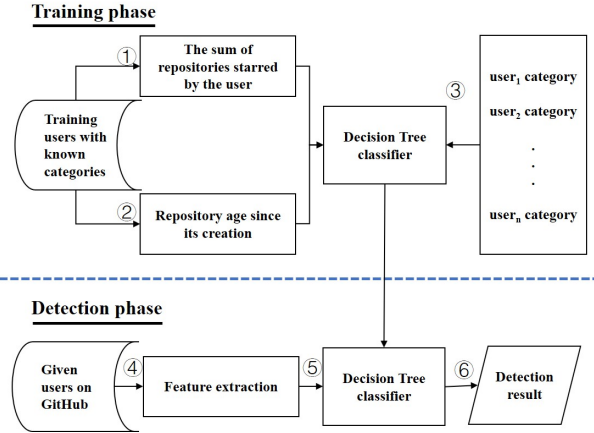 Training phase
①
The sum of
repositories starred
by the user
Training
users with
known
categories
②
Repository age since
its creation
Decision Tree
classifier
③
user₁ category
user₂ category
.
.
.
userₙ category
Detection phase
Given
users on
GitHub
④
Feature extraction
⑤
Decision Tree
classifier
⑥
Detection
result